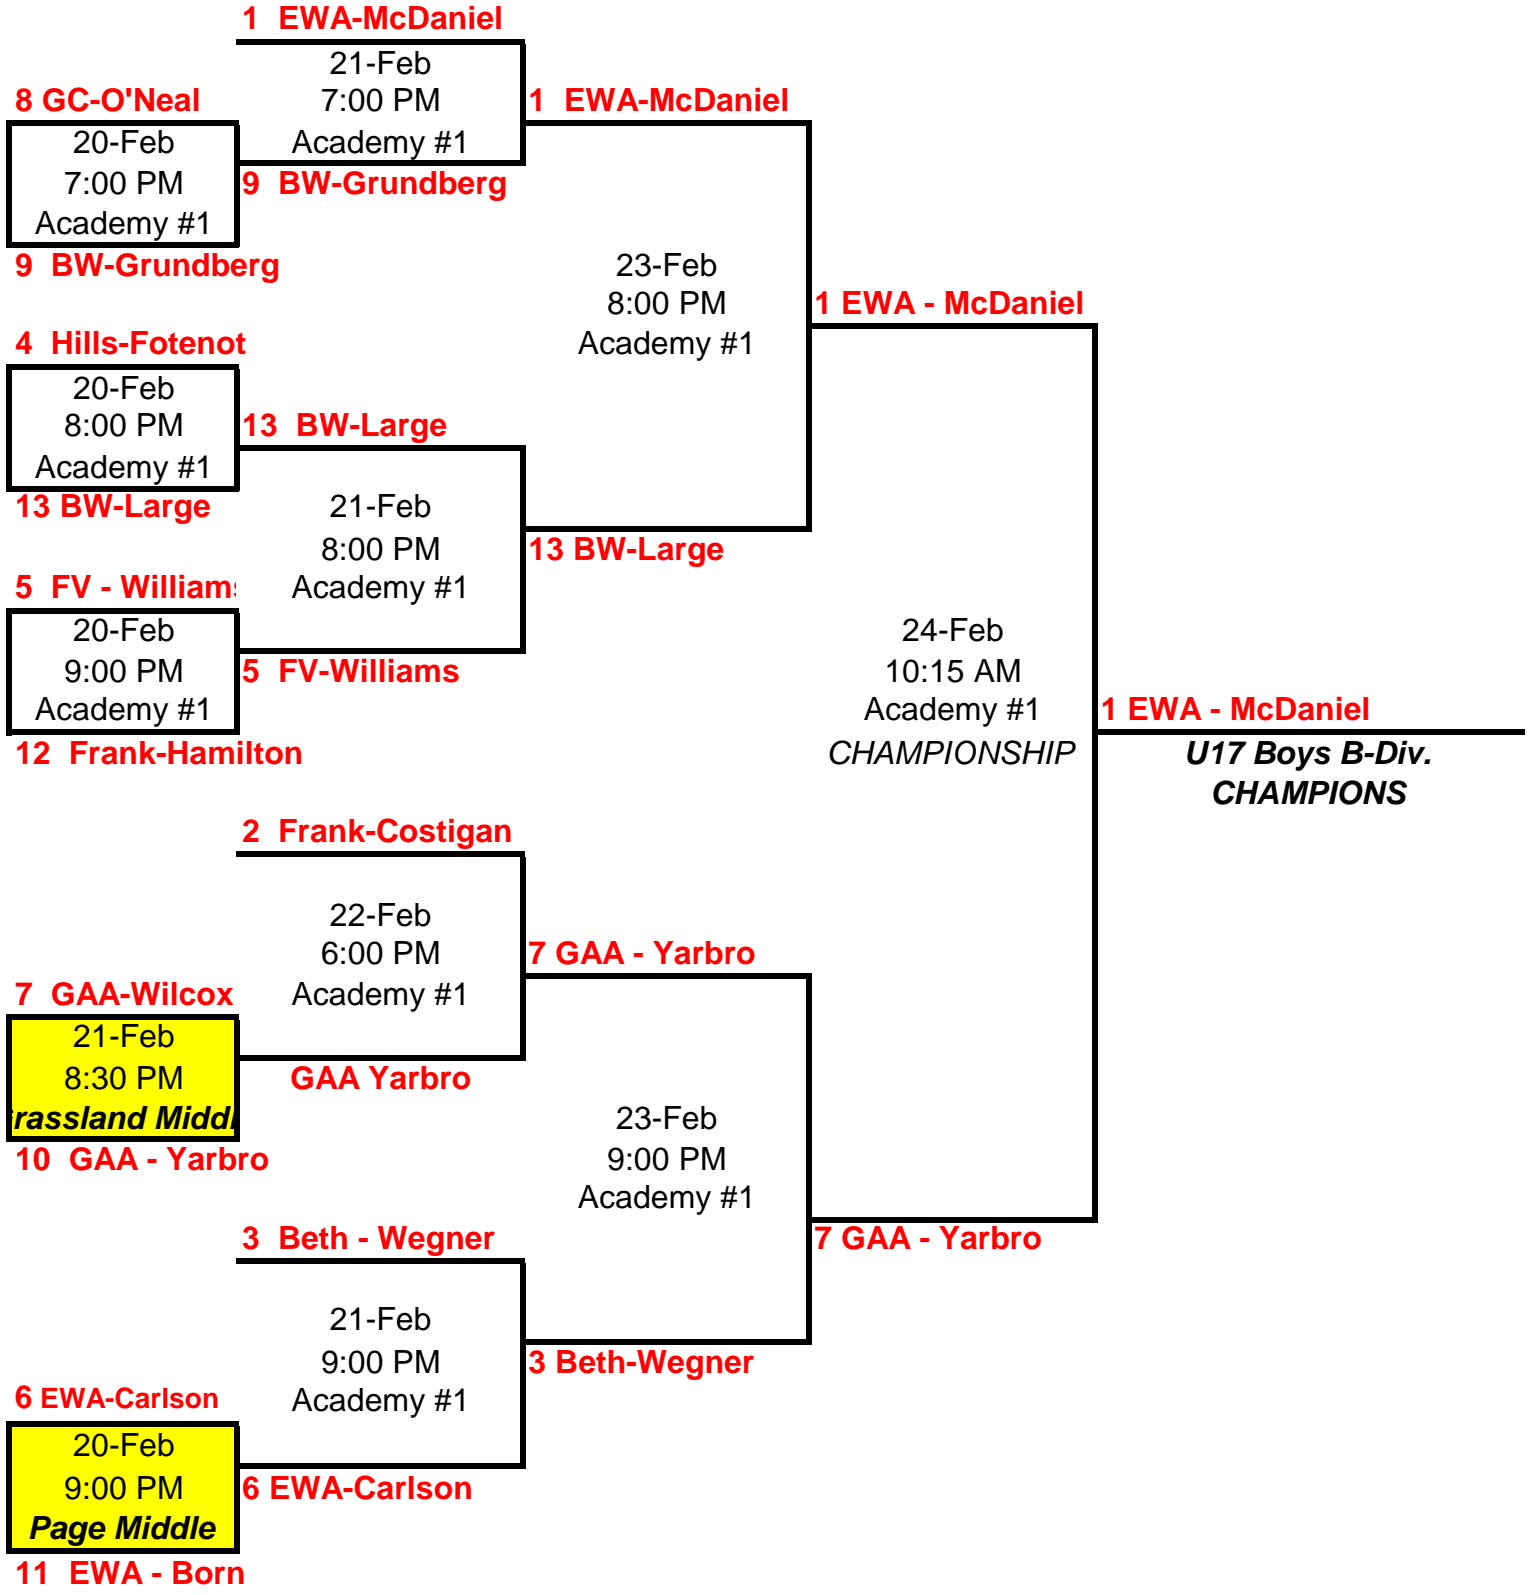 1  EWA-McDaniel
21-Feb
7:00 PM
Academy #1
8 GC-O'Neal
20-Feb
7:00 PM
Academy #1
9  BW-Grundberg
9  BW-Grundberg
1  EWA-McDaniel
23-Feb
8:00 PM
Academy #1
4  Hills-Fotenot
20-Feb
8:00 PM
Academy #1
13 BW-Large
13  BW-Large
21-Feb
8:00 PM
Academy #1
13 BW-Large
5  FV - Williams
20-Feb
9:00 PM
Academy #1
12  Frank-Hamilton
5  FV-Williams
1 EWA - McDaniel
24-Feb
10:15 AM
Academy #1
CHAMPIONSHIP
1 EWA - McDaniel
U17 Boys B-Div.
CHAMPIONS
2  Frank-Costigan
22-Feb
6:00 PM
Academy #1
7  GAA-Wilcox
21-Feb
8:30 PM
rassland Middl
10  GAA - Yarbro
GAA Yarbro
7 GAA - Yarbro
23-Feb
9:00 PM
Academy #1
7 GAA - Yarbro
3  Beth - Wegner
21-Feb
9:00 PM
Academy #1
3 Beth-Wegner
6 EWA-Carlson
20-Feb
9:00 PM
Page Middle
11  EWA - Born
6 EWA-Carlson